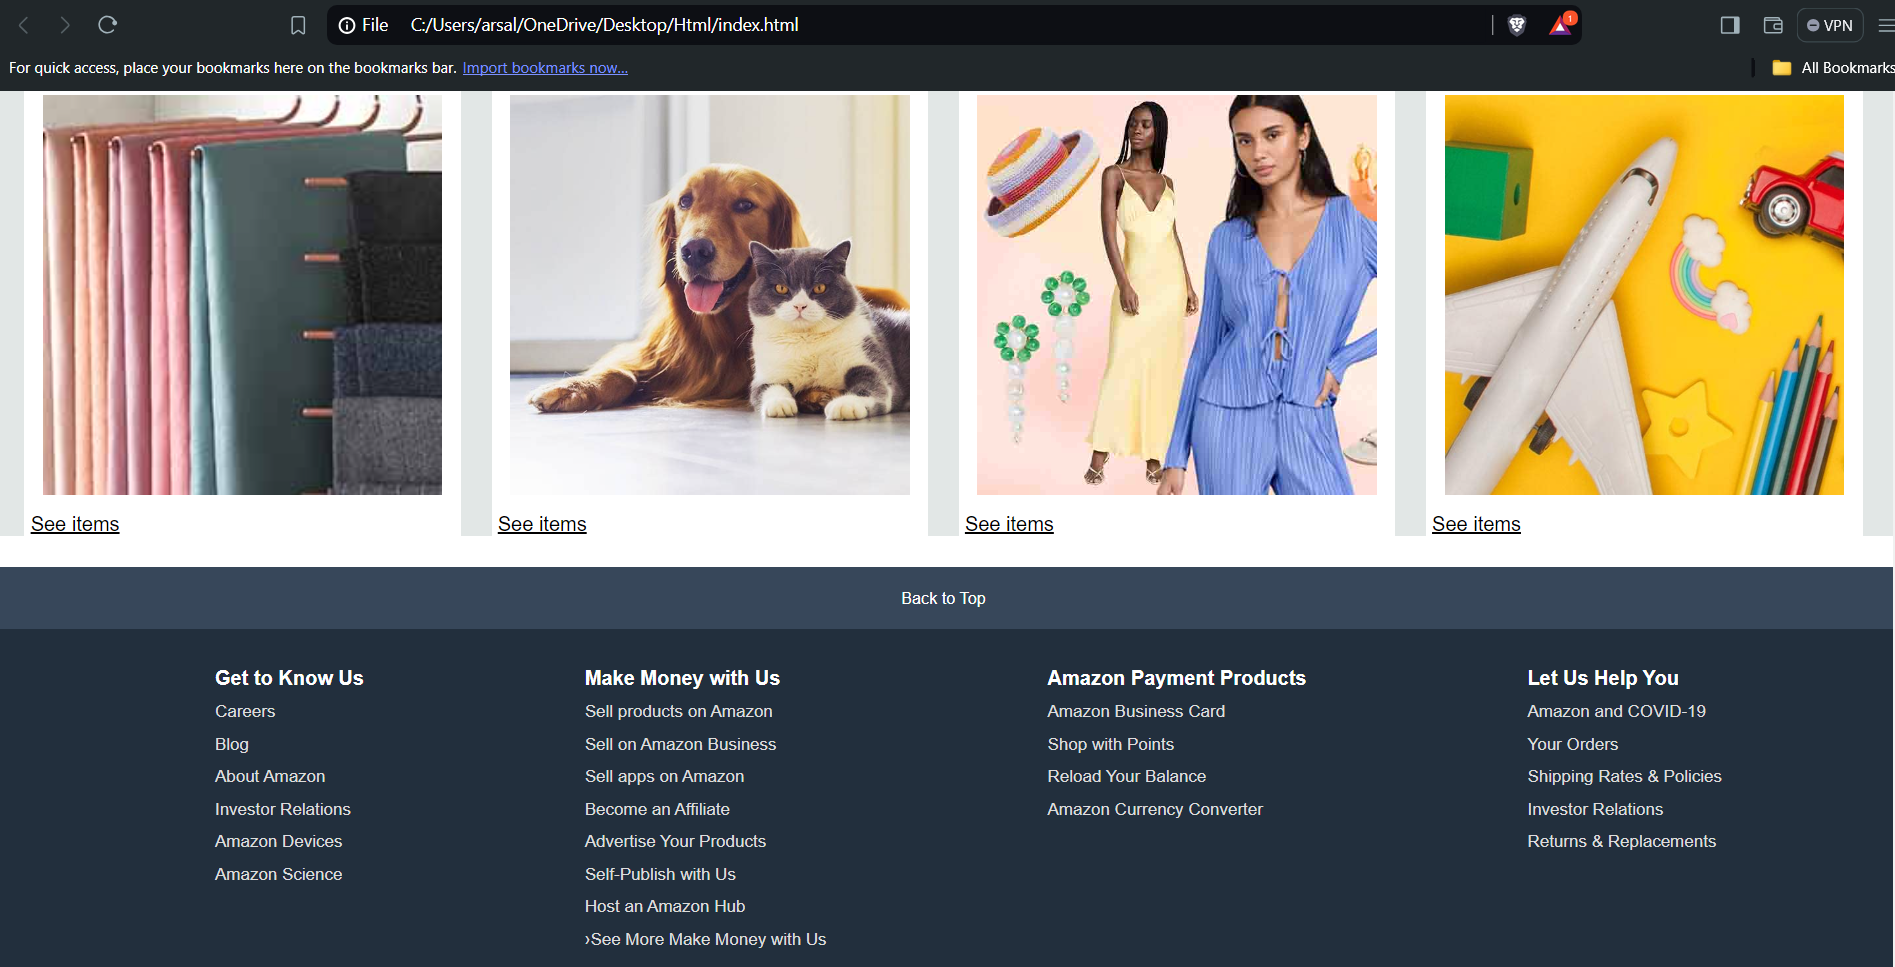 File C:/Users/arsal/OneDrive/Desktop/Html/index.html
1
VPN
For quick access, place your bookmarks here on the bookmarks bar. Import bookmarks now...
All Bookmarks
See items
See items
See items
See items
Back to Top
Get to Know Us
Careers
Blog
About Amazon
Investor Relations
Amazon Devices
Amazon Science
Make Money with Us
Sell products on Amazon
Sell on Amazon Business
Sell apps on Amazon
Become an Affiliate
Advertise Your Products
Self-Publish with Us
Host an Amazon Hub
›See More Make Money with Us
Amazon Payment Products
Amazon Business Card
Shop with Points
Reload Your Balance
Amazon Currency Converter
Let Us Help You
Amazon and COVID-19
Your Orders
Shipping Rates & Policies
Investor Relations
Returns & Replacements